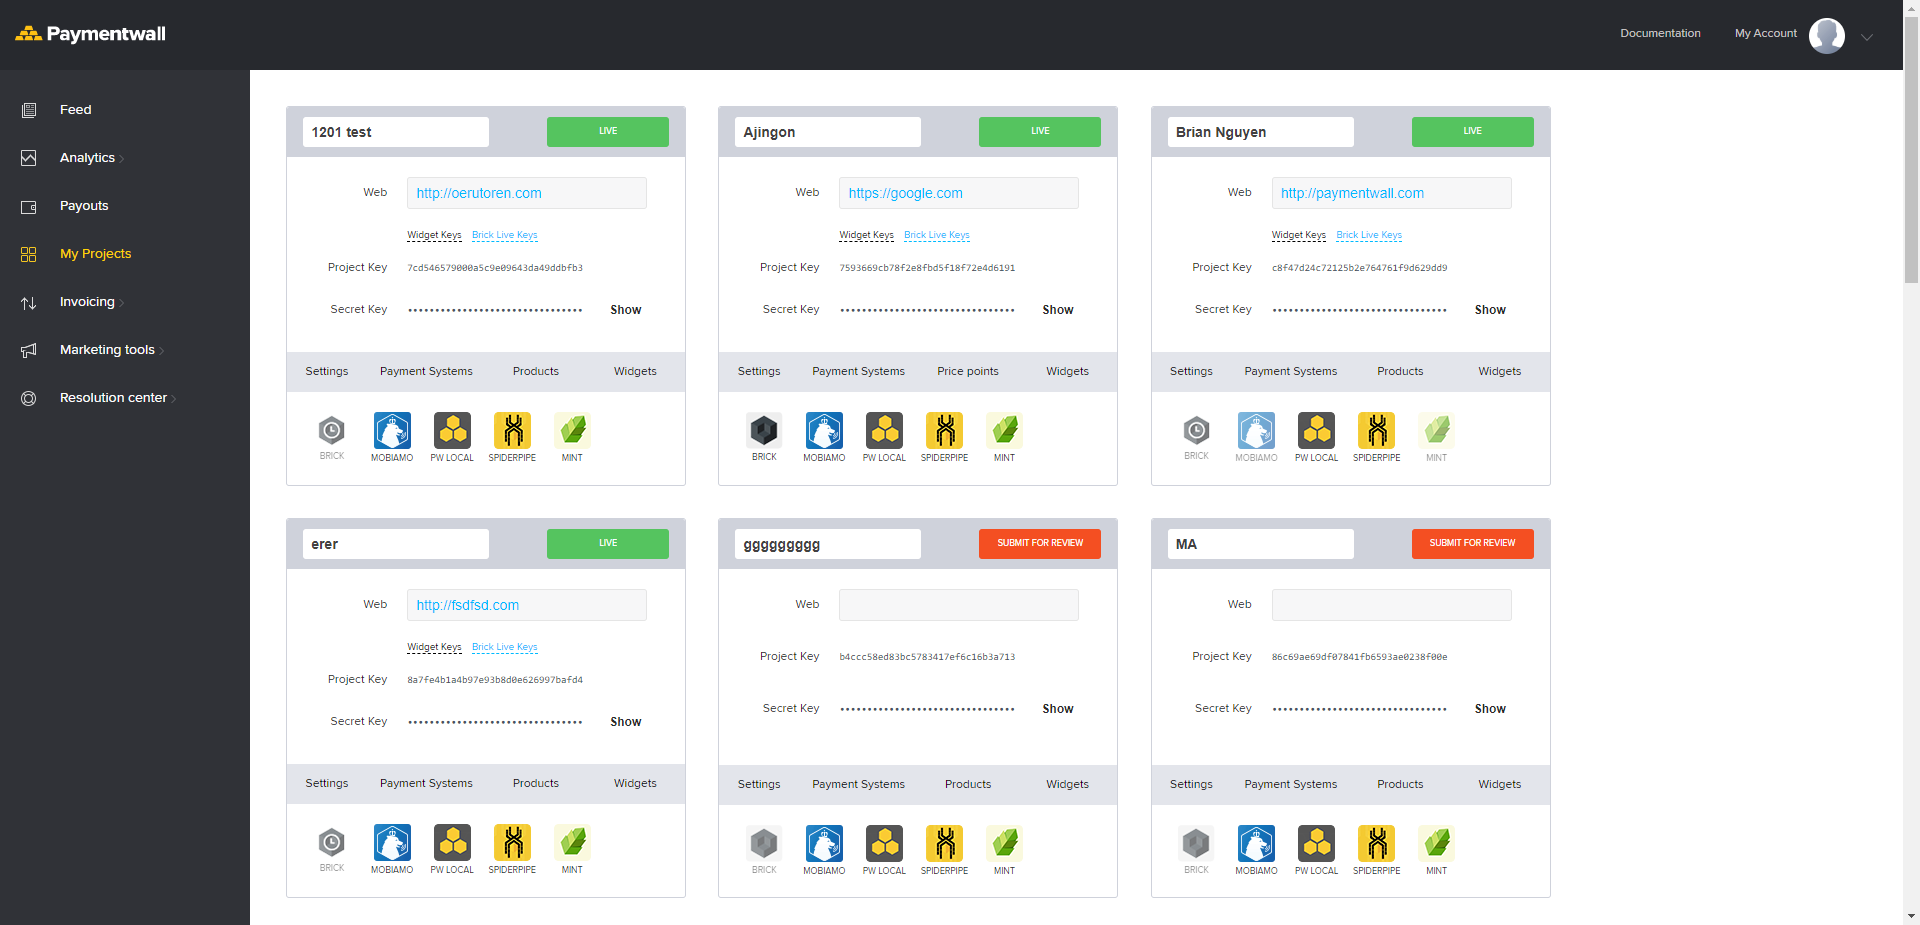 Paymentwall
Documentation
My Account
Feed
Analytics
Payouts
My Projects
Invoicing
Marketing tools
Resolution center
1201 test
LIVE
Web
http://oerutoren.com
Widget Keys Brick Live Keys
Project Key 7cd546579000a5c9e09643da49ddbfb3
Secret Key •••••••••••••••••••••••••••••••• Show
Settings Payment Systems Products Widgets
BRICK MOBIAMO PW LOCAL SPIDERPIPE MINT
Ajingon
LIVE
Web
https://google.com
Widget Keys Brick Live Keys
Project Key 7593669cb78f2e8fbd5f18f72e4d6191
Secret Key •••••••••••••••••••••••••••••••• Show
Settings Payment Systems Price points Widgets
BRICK MOBIAMO PW LOCAL SPIDERPIPE MINT
Brian Nguyen
LIVE
Web
http://paymentwall.com
Widget Keys Brick Live Keys
Project Key c8f47d24c72125b2e764761f9d629dd9
Secret Key •••••••••••••••••••••••••••••••• Show
Settings Payment Systems Products Widgets
BRICK MOBIAMO PW LOCAL SPIDERPIPE MINT
erer
LIVE
Web
http://fsdfsd.com
Widget Keys Brick Live Keys
Project Key 8a7fe4b1a4b97e93b8d0e626997bafd4
Secret Key •••••••••••••••••••••••••••••••• Show
Settings Payment Systems Products Widgets
BRICK MOBIAMO PW LOCAL SPIDERPIPE MINT
ggggggggg
SUBMIT FOR REVIEW
Web
Project Key b4ccc58ed83bc5783417ef6c16b3a713
Secret Key •••••••••••••••••••••••••••••••• Show
Settings Payment Systems Products Widgets
BRICK MOBIAMO PW LOCAL SPIDERPIPE MINT
MA
SUBMIT FOR REVIEW
Web
Project Key 86c69ae69df07841fb6593ae0238f00e
Secret Key •••••••••••••••••••••••••••••••• Show
Settings Payment Systems Products Widgets
BRICK MOBIAMO PW LOCAL SPIDERPIPE MINT